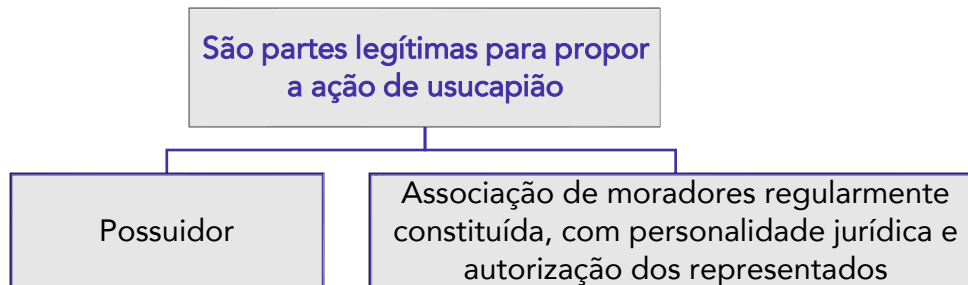 São partes legítimas para propor
a ação de usucapião
Possuidor
Associação de moradores regularmente
constituída, com personalidade jurídica e
autorização dos representados